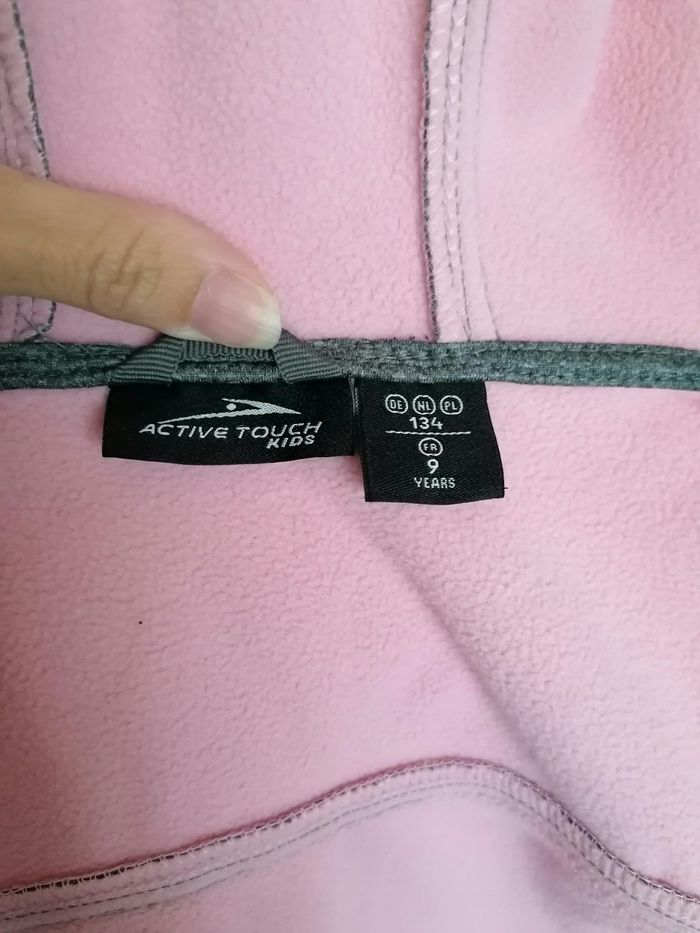 ACTIVE TOUCH
KIDS
DE NL PL
134
FR
9
YEARS